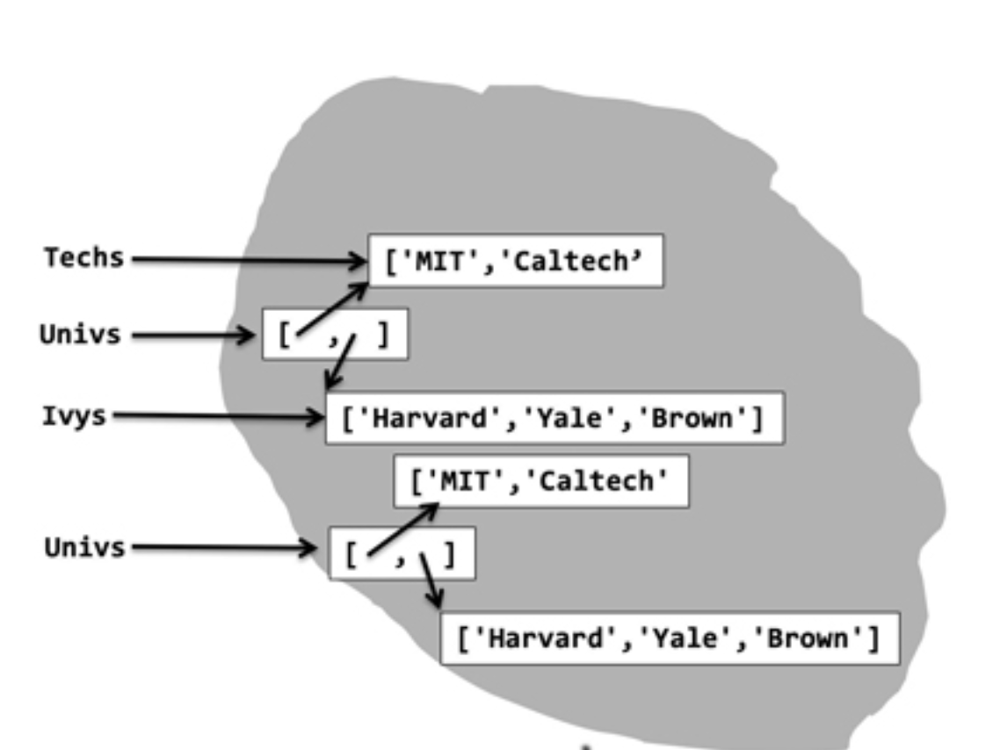 Techs ['MIT','Caltech’
Univs [ , ]
Ivys ['Harvard','Yale','Brown']
['MIT','Caltech'
Univs [ , ]
['Harvard','Yale','Brown']